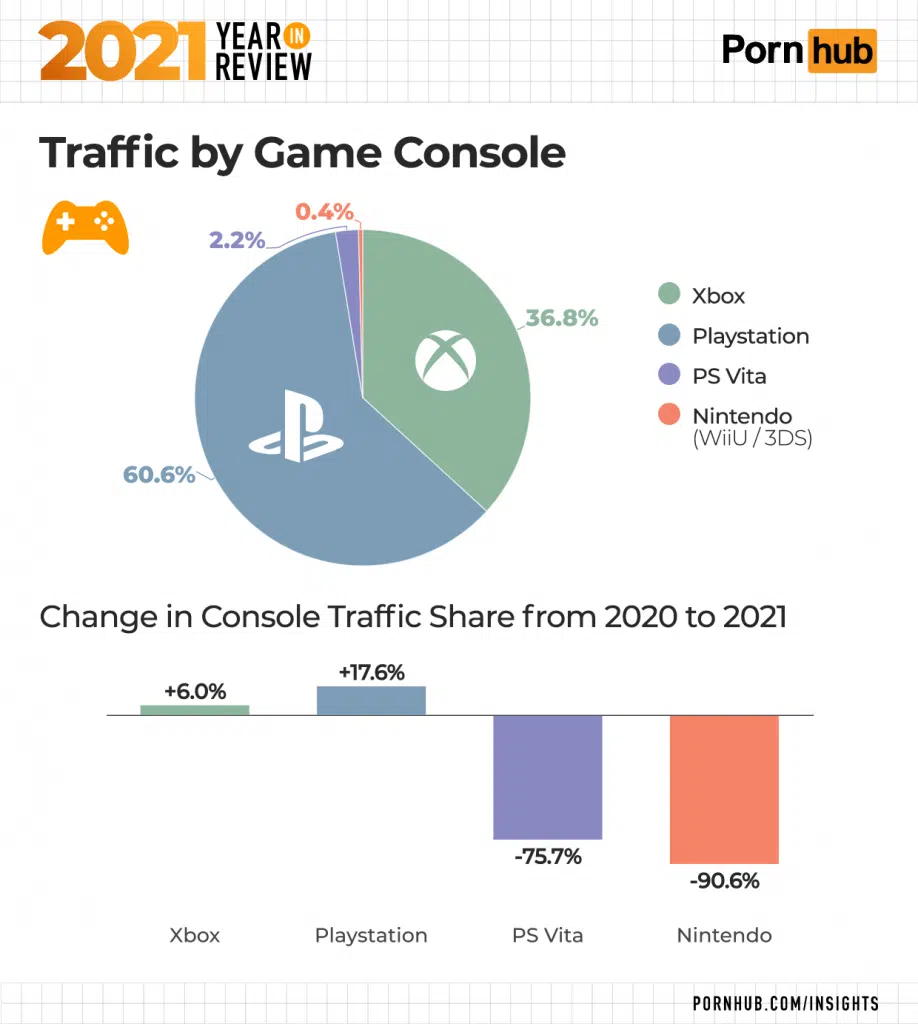 2021 YEAR IN REVIEW
Porn hub
Traffic by Game Console
0.4%
2.2%
36.8%
60.6%
Xbox
Playstation
PS Vita
Nintendo
(WiiU / 3DS)
Change in Console Traffic Share from 2020 to 2021
+6.0%
+17.6%
-75.7%
-90.6%
Xbox Playstation PS Vita Nintendo
PORNHUB.COM/INSIGHTS